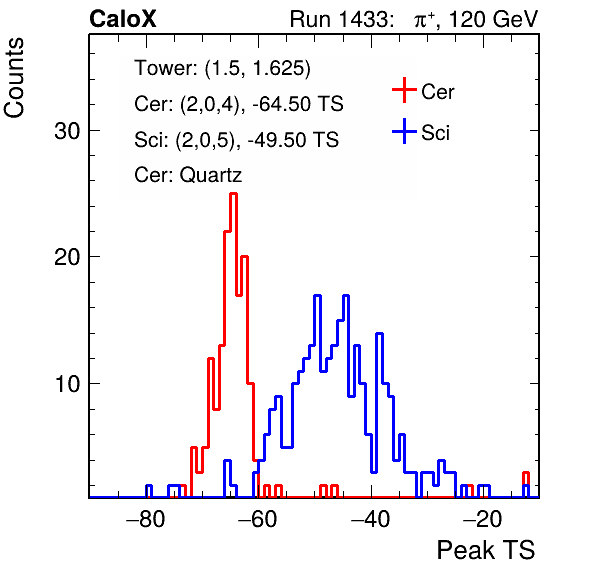 CaloX Run 1433: π⁺, 120 GeV
Counts
Tower: (1.5, 1.625)
Cer: (2,0,4), -64.50 TS
Sci: (2,0,5), -49.50 TS
Cer: Quartz
Cer
Sci
30
20
10
−80 −60 −40 −20
Peak TS